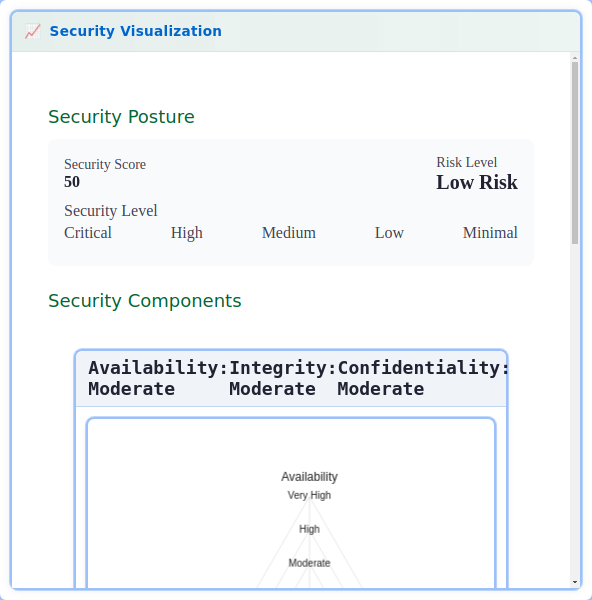 📈 Security Visualization
Security Posture
Security Score
50
Risk Level
Low Risk
Security Level
Critical High Medium Low Minimal
Security Components
Availability: Moderate
Integrity: Moderate
Confidentiality: Moderate
Availability
Very High
High
Moderate